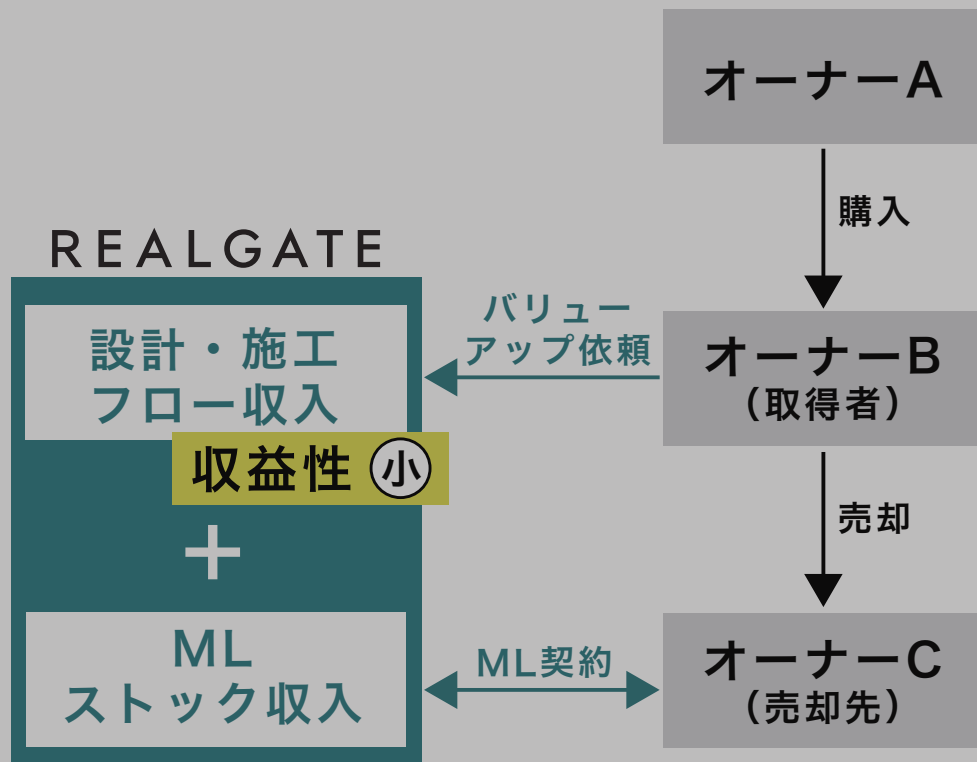 オーナーA
購入
REALGATE
設計・施工
フロー収入
収益性 小
バリュー
アップ依頼
オーナーB
（取得者）
売却
＋
ML
ストック収入
ML契約
オーナーC
（売却先）